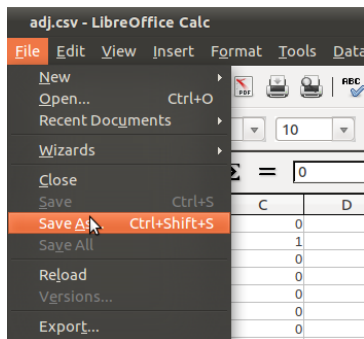 adj.csv - LibreOffice Calc
File Edit View Insert Format Tools Data
New
Open... Ctrl+O
Recent Documents
Wizards
Close
Save Ctrl+S
Save As... Ctrl+Shift+S
Save All
Reload
Versions...
Export...
PDF ABC
10
Σ = 0
C D
0
1
0
0
0
0
0